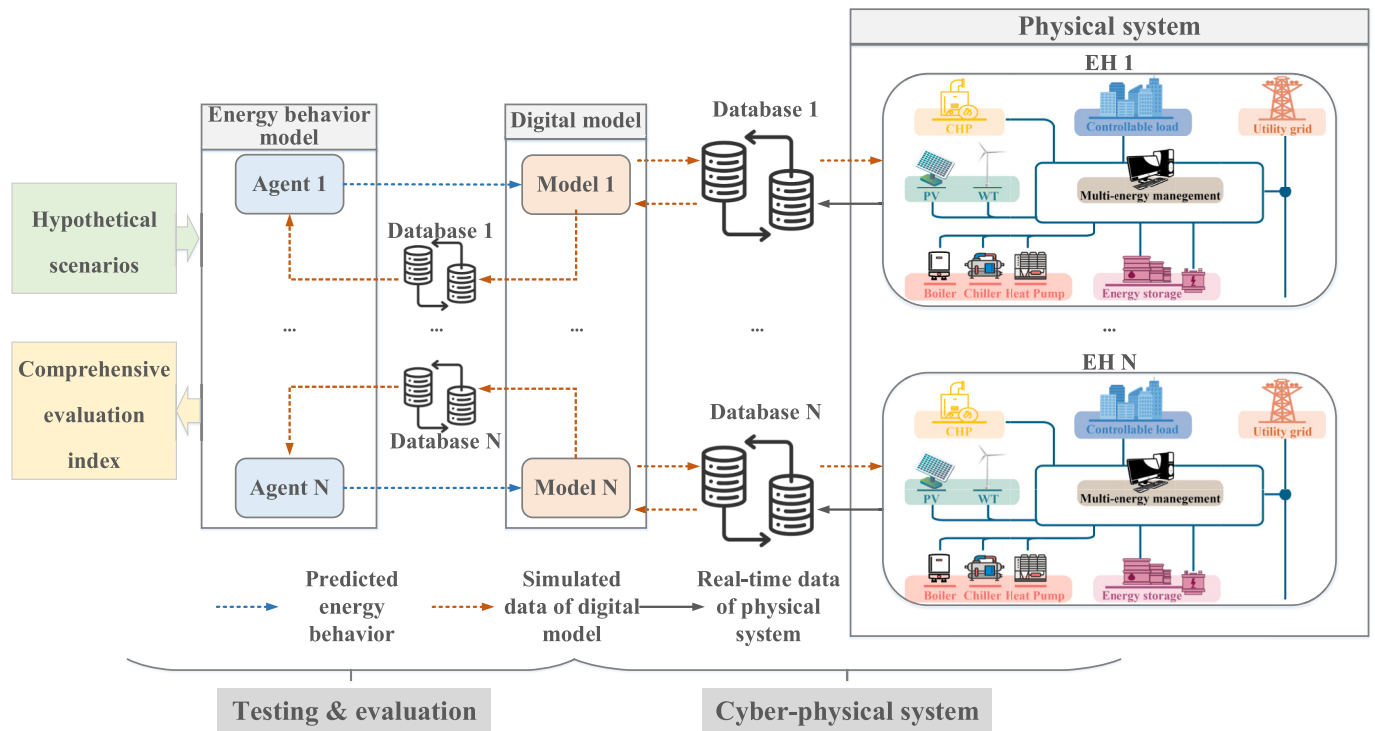 Physical system
EH 1
CHP
Controllable load
Utility grid
PV
WT
Multi-energy management
Boiler
Chiller
Heat Pump
Energy storage
Energy behavior
model
Digital model
Database 1
Agent 1
Model 1
Hypothetical
scenarios
Database 1
...
...
...
...
...
Comprehensive
evaluation
index
Database N
Agent N
Model N
Database N
EH N
CHP
Controllable load
Utility grid
PV
WT
Multi-energy management
Boiler
Chiller
Heat Pump
Energy storage
Predicted
energy
behavior
Simulated
data of digital
model
Real-time data
of physical
system
Testing & evaluation
Cyber-physical system